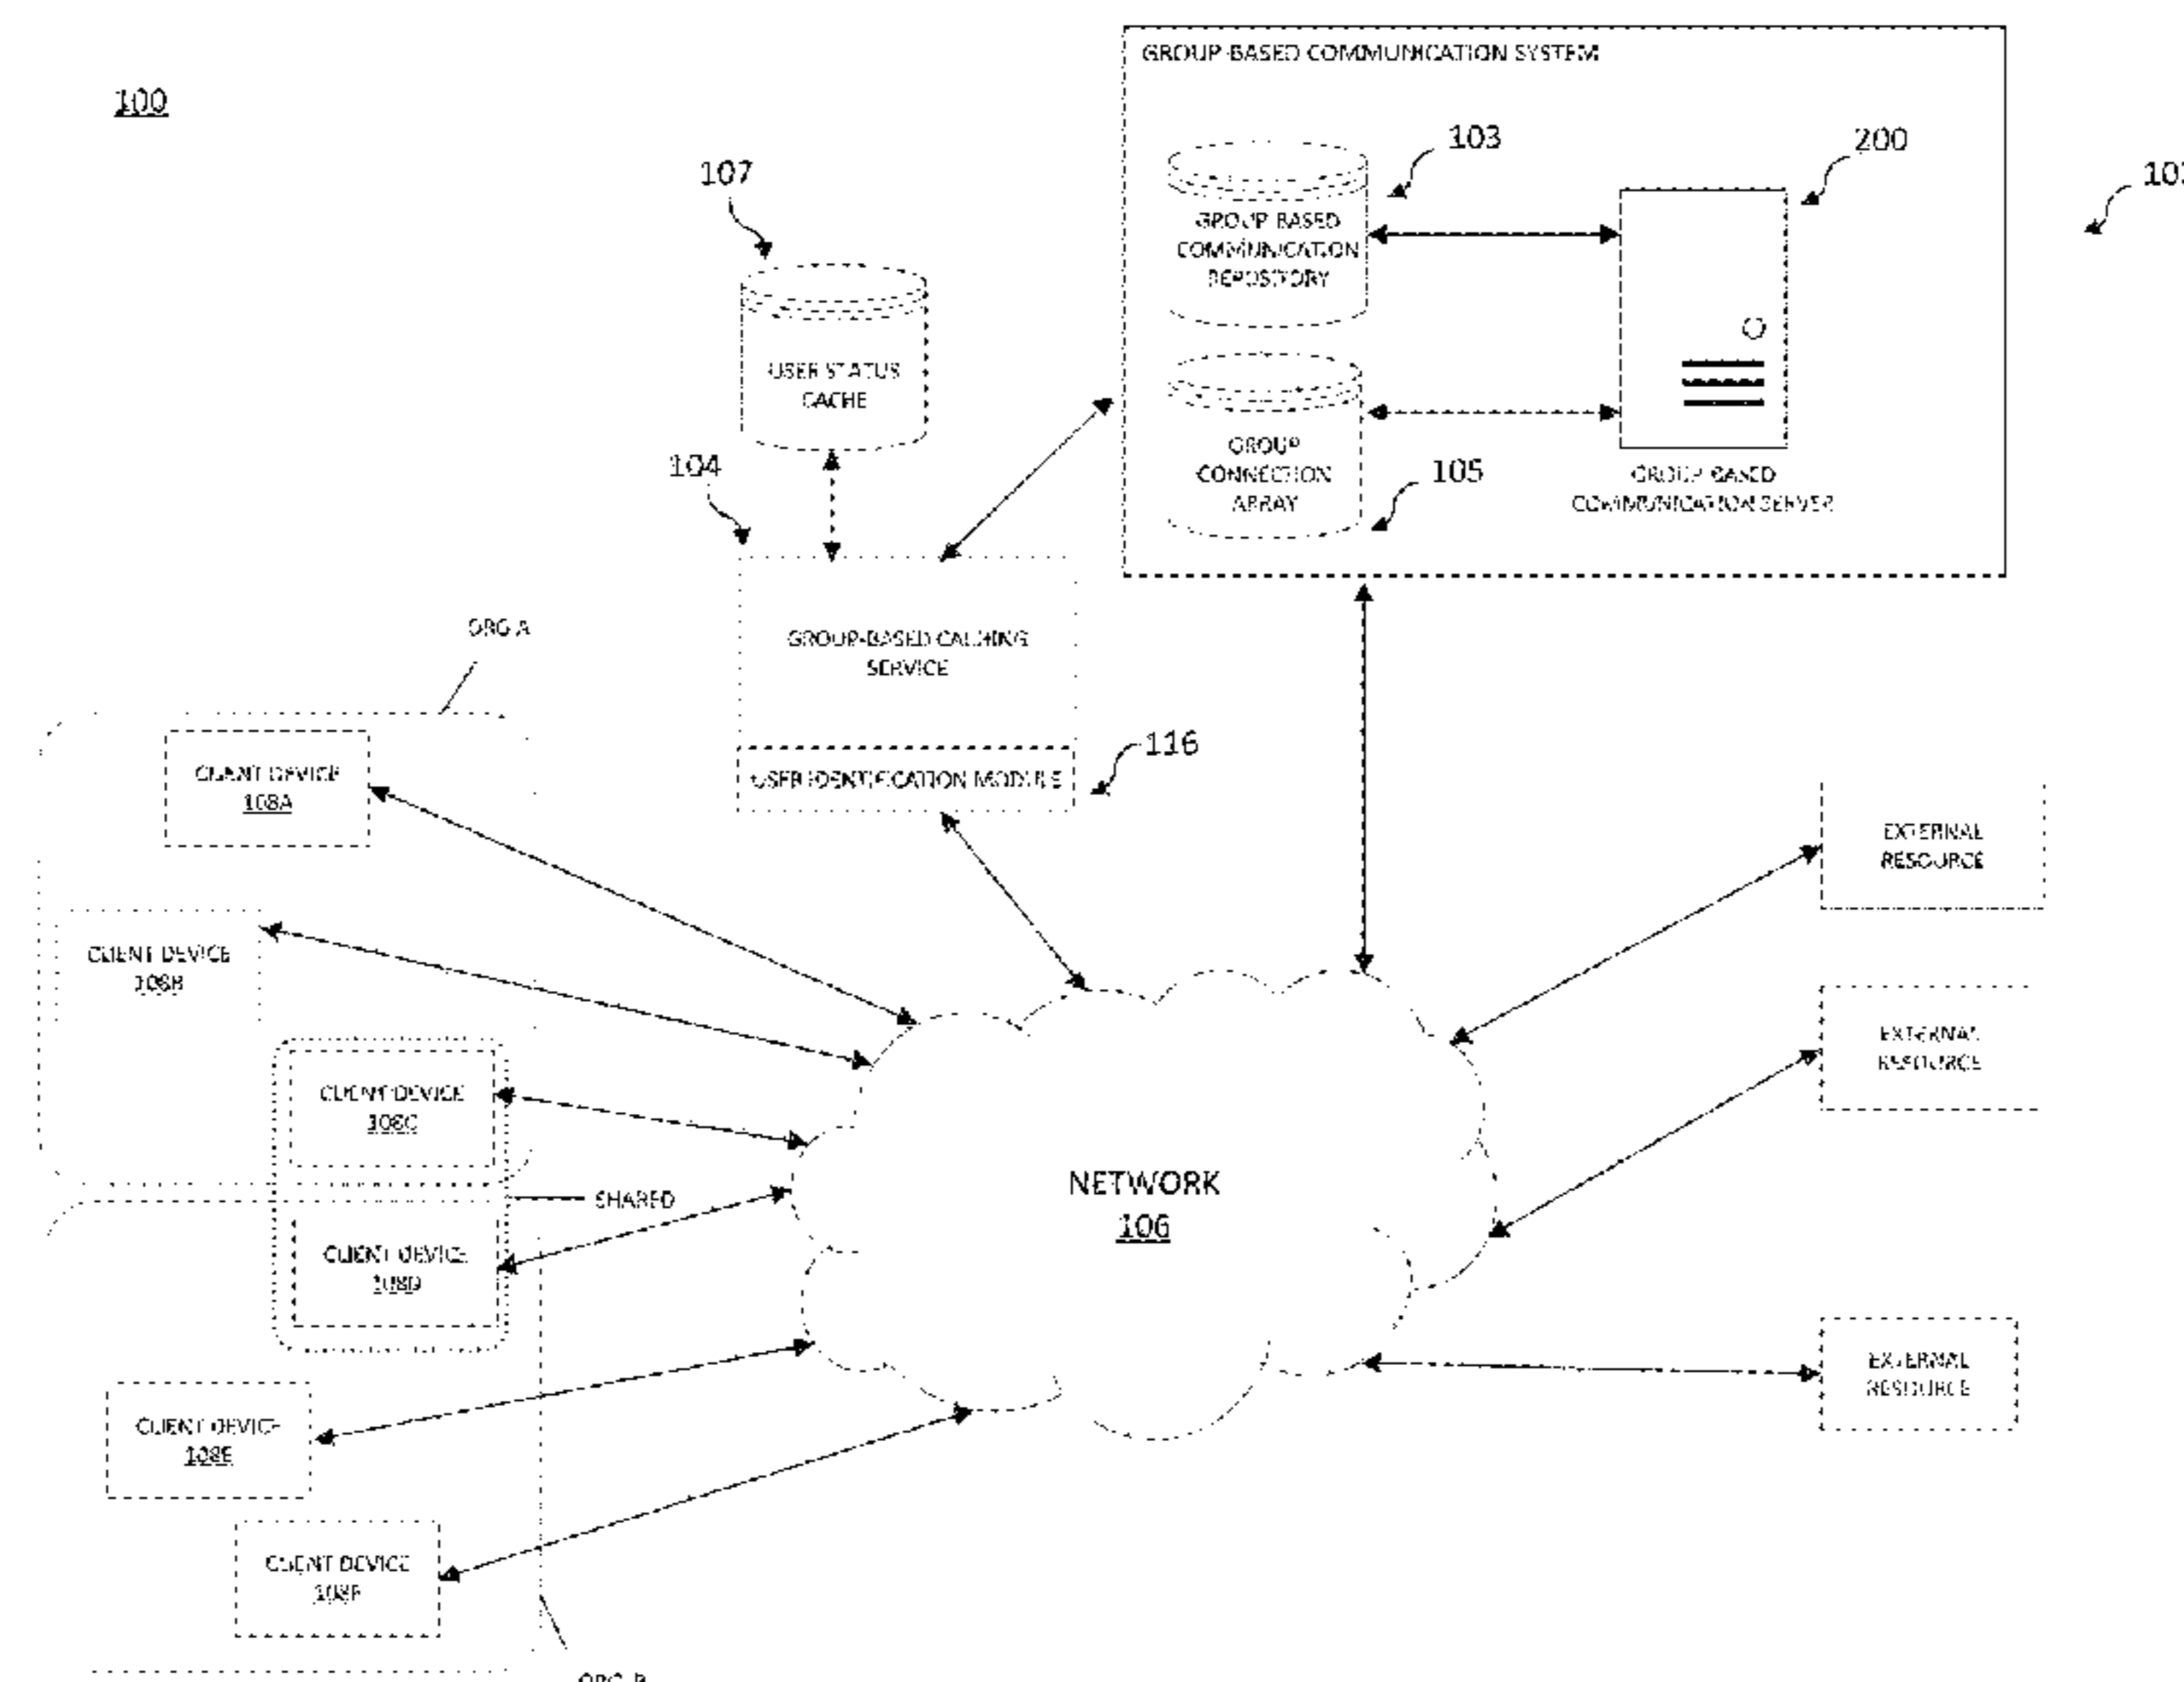 GROUP-BASED COMMUNICATION SYSTEM
100
103
200
107
GROUP BASED
COMMUNICATION
REPOSITORY
USER STATUS
CACHE
GROUP
CONNECTION
ARRAY
104
105
GROUP BASED
COMMUNICATION SERVER
ORG A
GROUP-BASED CACHING
SERVICE
116
USER IDENTIFICATION MODULE
CLIENT DEVICE
108A
EXTERNAL
RESOURCE
CLIENT DEVICE
108B
EXTERNAL
RESOURCE
CLIENT DEVICE
108C
NETWORK
106
SHARED
CLIENT DEVICE
108D
EXTERNAL
RESOURCE
CLIENT DEVICE
108E
CLIENT DEVICE
108F